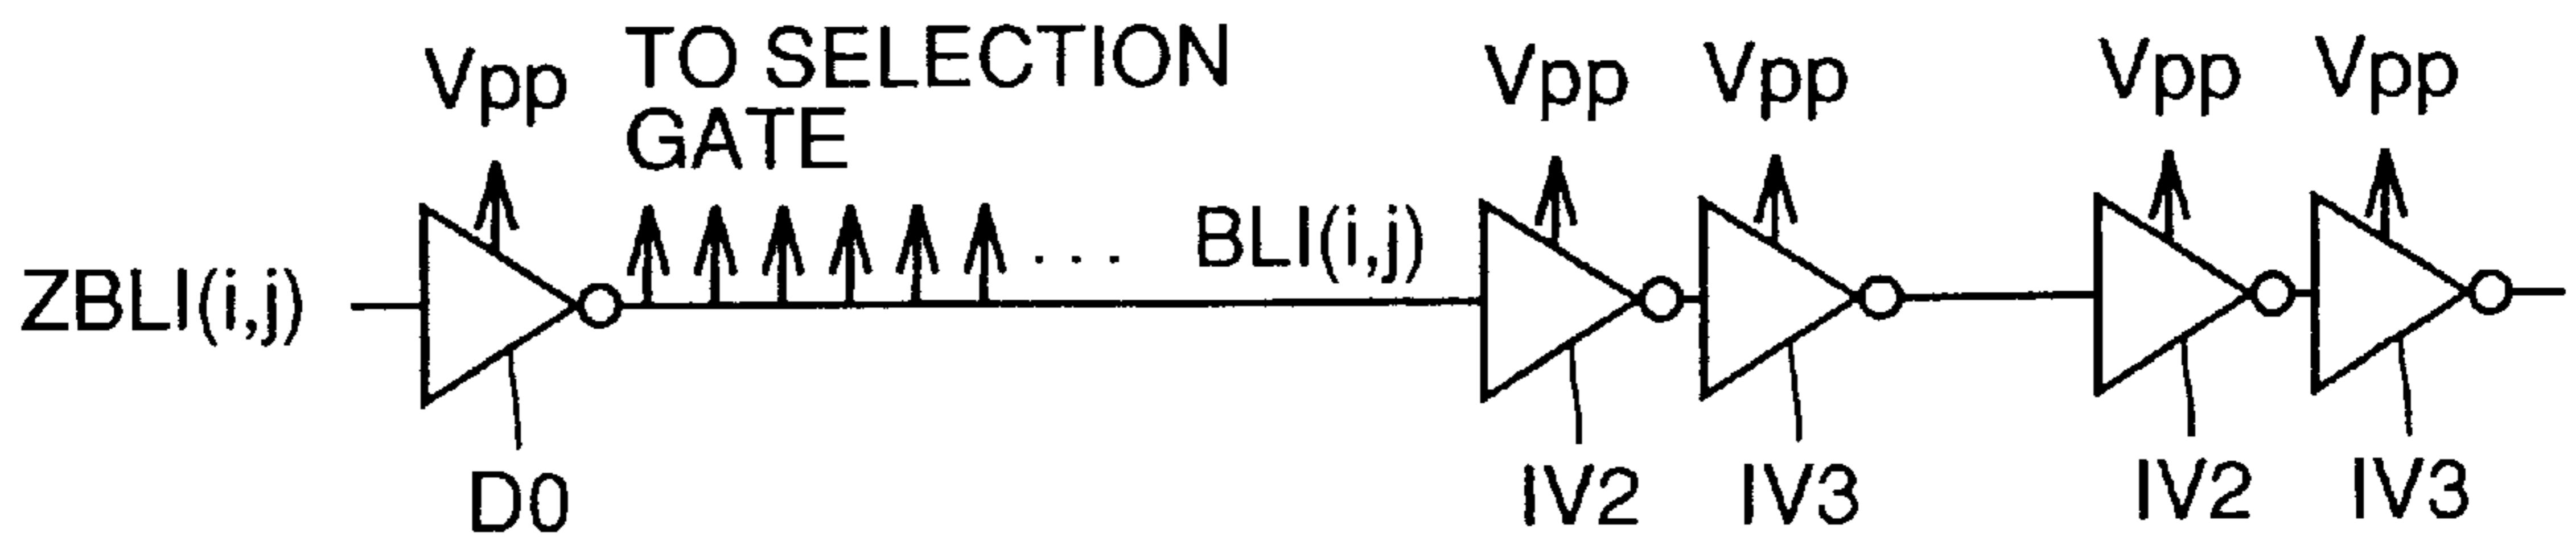 Vpp
TO SELECTION
GATE
Vpp
Vpp
Vpp
Vpp
ZBLI(i,j)
. . .
BLI(i,j)
D0
IV2
IV3
IV2
IV3